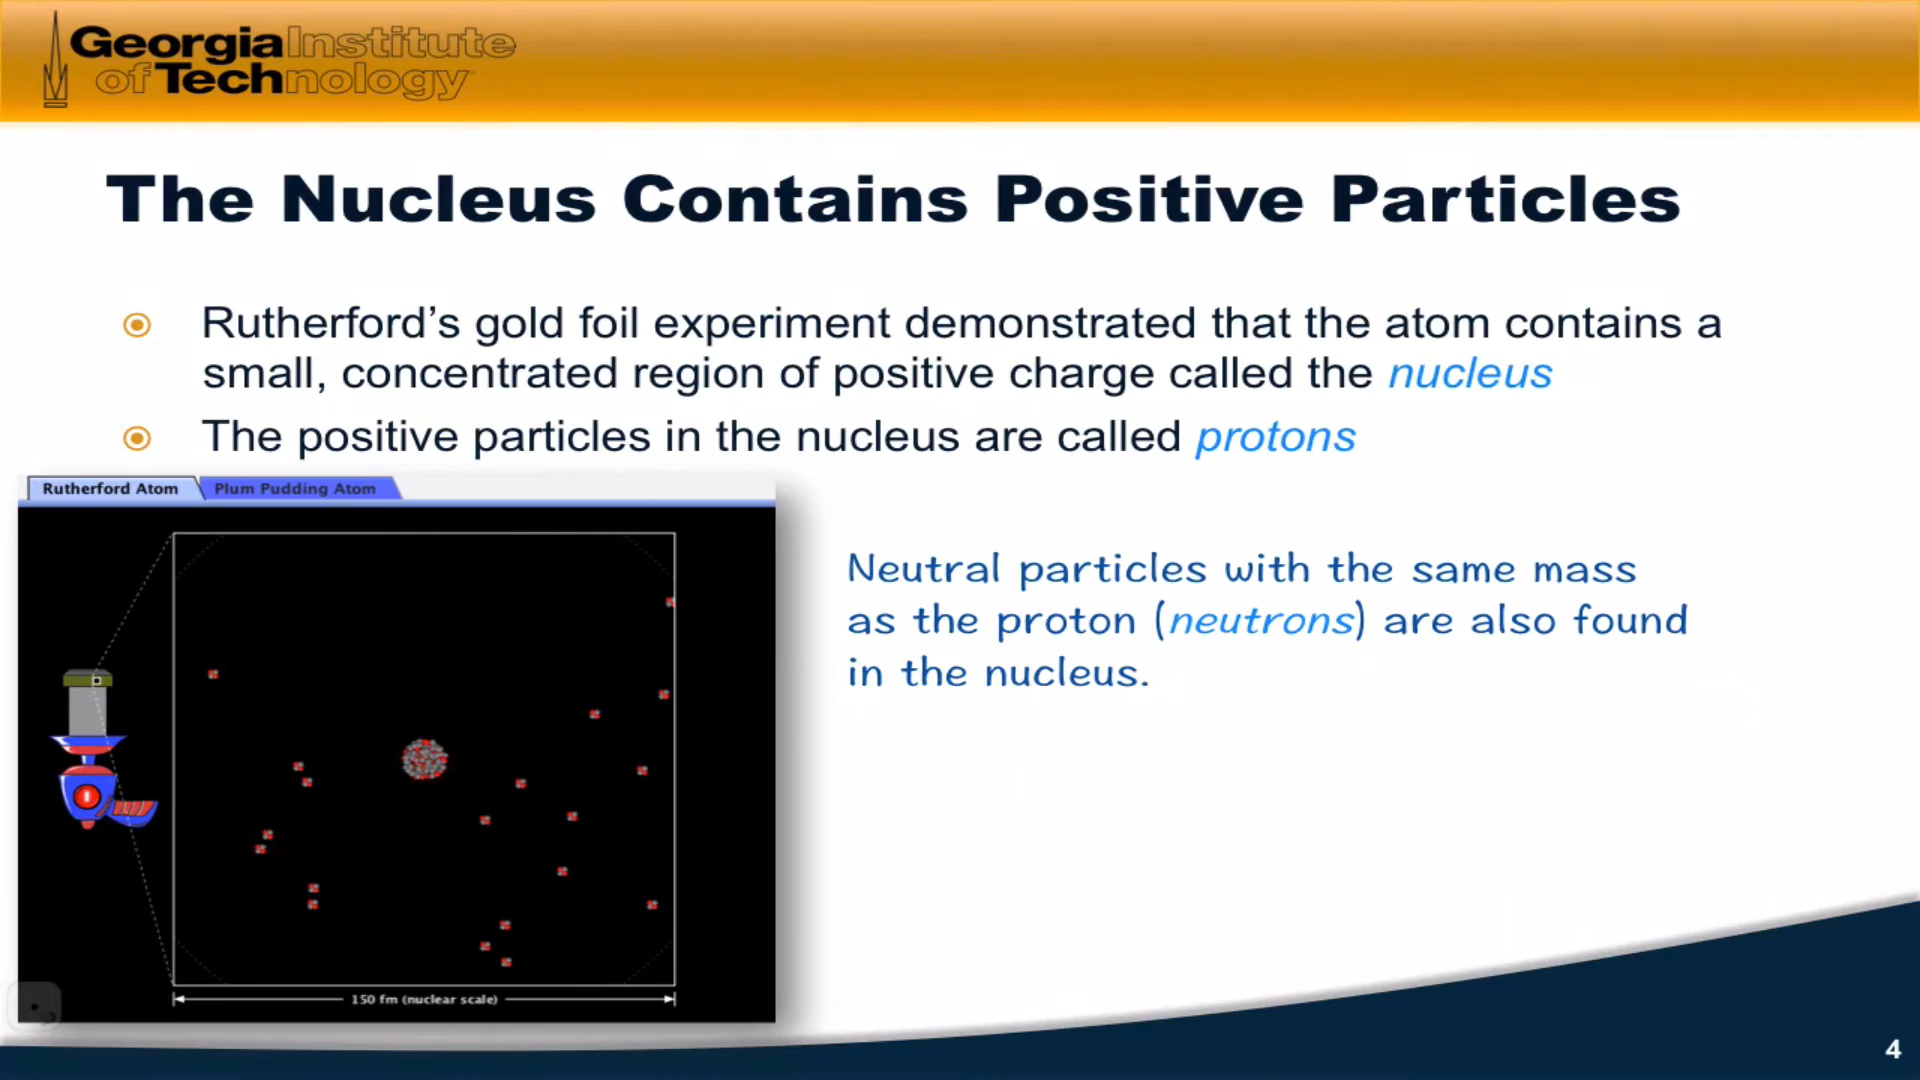 Georgia Institute
of Technology
The Nucleus Contains Positive Particles
Rutherford’s gold foil experiment demonstrated that the atom contains a
small, concentrated region of positive charge called the nucleus
The positive particles in the nucleus are called protons
Rutherford Atom Plum Pudding Atom
Neutral particles with the same mass
as the proton (neutrons) are also found
in the nucleus.
150 fm (nuclear scale)
4